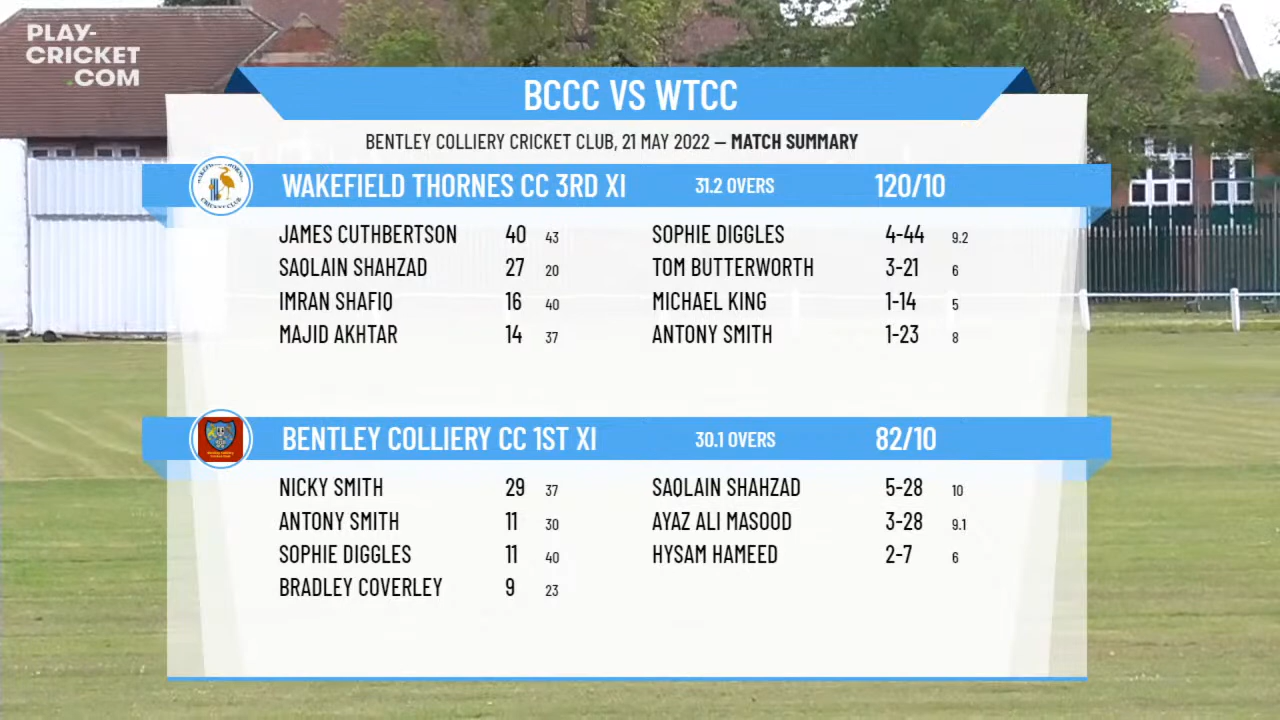 PLAY-
CRICKET
.COM
BCCC VS WTCC
BENTLEY COLLIERY CRICKET CLUB, 21 MAY 2022 – MATCH SUMMARY
WAKEFIELD THORNES CC 3RD XI 31.2 OVERS 120/10
JAMES CUTHBERTSON 40 43 SOPHIE DIGGLES 4-44 9.2
SAQLAIN SHAHZAD 27 20 TOM BUTTERWORTH 3-21 6
IMRAN SHAFIQ 16 40 MICHAEL KING 1-14 5
MAJID AKHTAR 14 37 ANTONY SMITH 1-23 8
BENTLEY COLLIERY CC 1ST XI 30.1 OVERS 82/10
NICKY SMITH 29 37 SAQLAIN SHAHZAD 5-28 10
ANTONY SMITH 11 30 AYAZ ALI MASOOD 3-28 9.1
SOPHIE DIGGLES 11 40 HYSAM HAMEED 2-7 6
BRADLEY COVERLEY 9 23